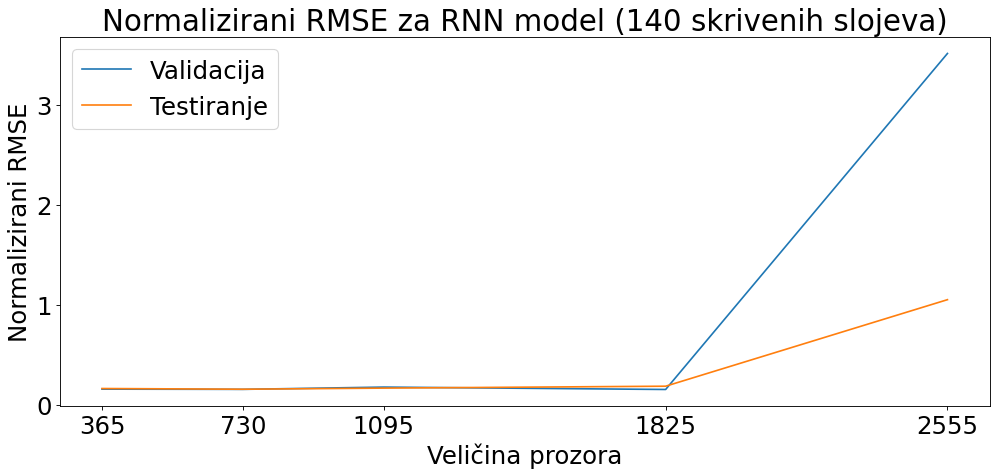 Normalizirani RMSE za RNN model (140 skrivenih slojeva)
Validacija
Testiranje
Normalizirani RMSE
3
2
1
0
365 730 1095 1825 2555
Veličina prozora